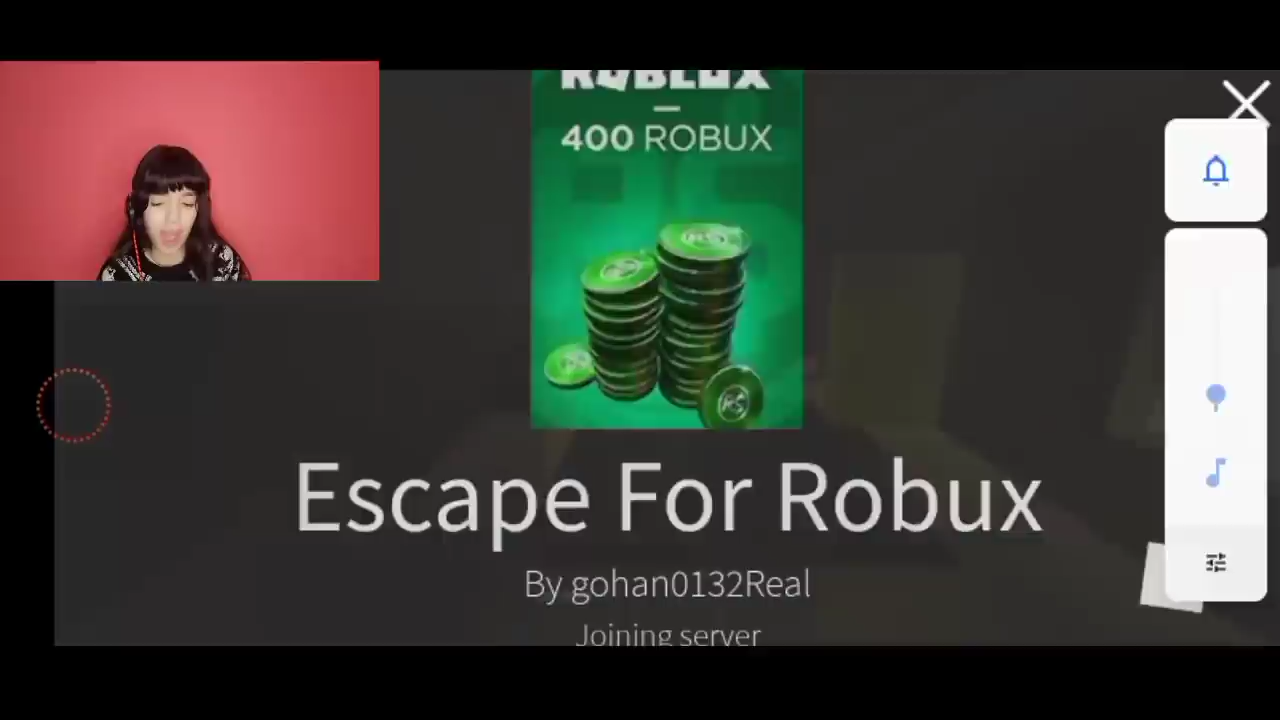 ROBLOX
400 ROBUX
Escape For Robux
By gohan0132Real
Joining server